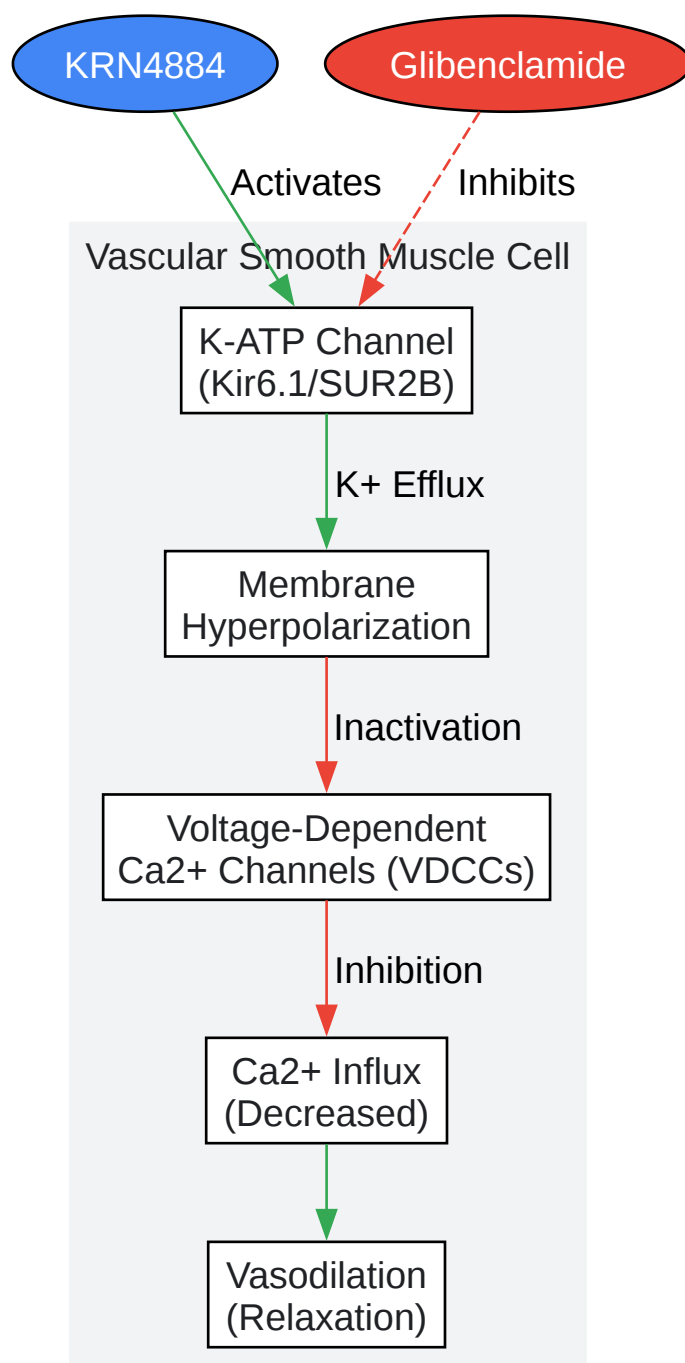 KRN4884
Glibenclamide
Activates
Inhibits
Vascular Smooth Muscle Cell
K-ATP Channel
(Kir6.1/SUR2B)
K+ Efflux
Membrane
Hyperpolarization
Inactivation
Voltage-Dependent
Ca2+ Channels (VDCCs)
Inhibition
Ca2+ Influx
(Decreased)
Vasodilation
(Relaxation)